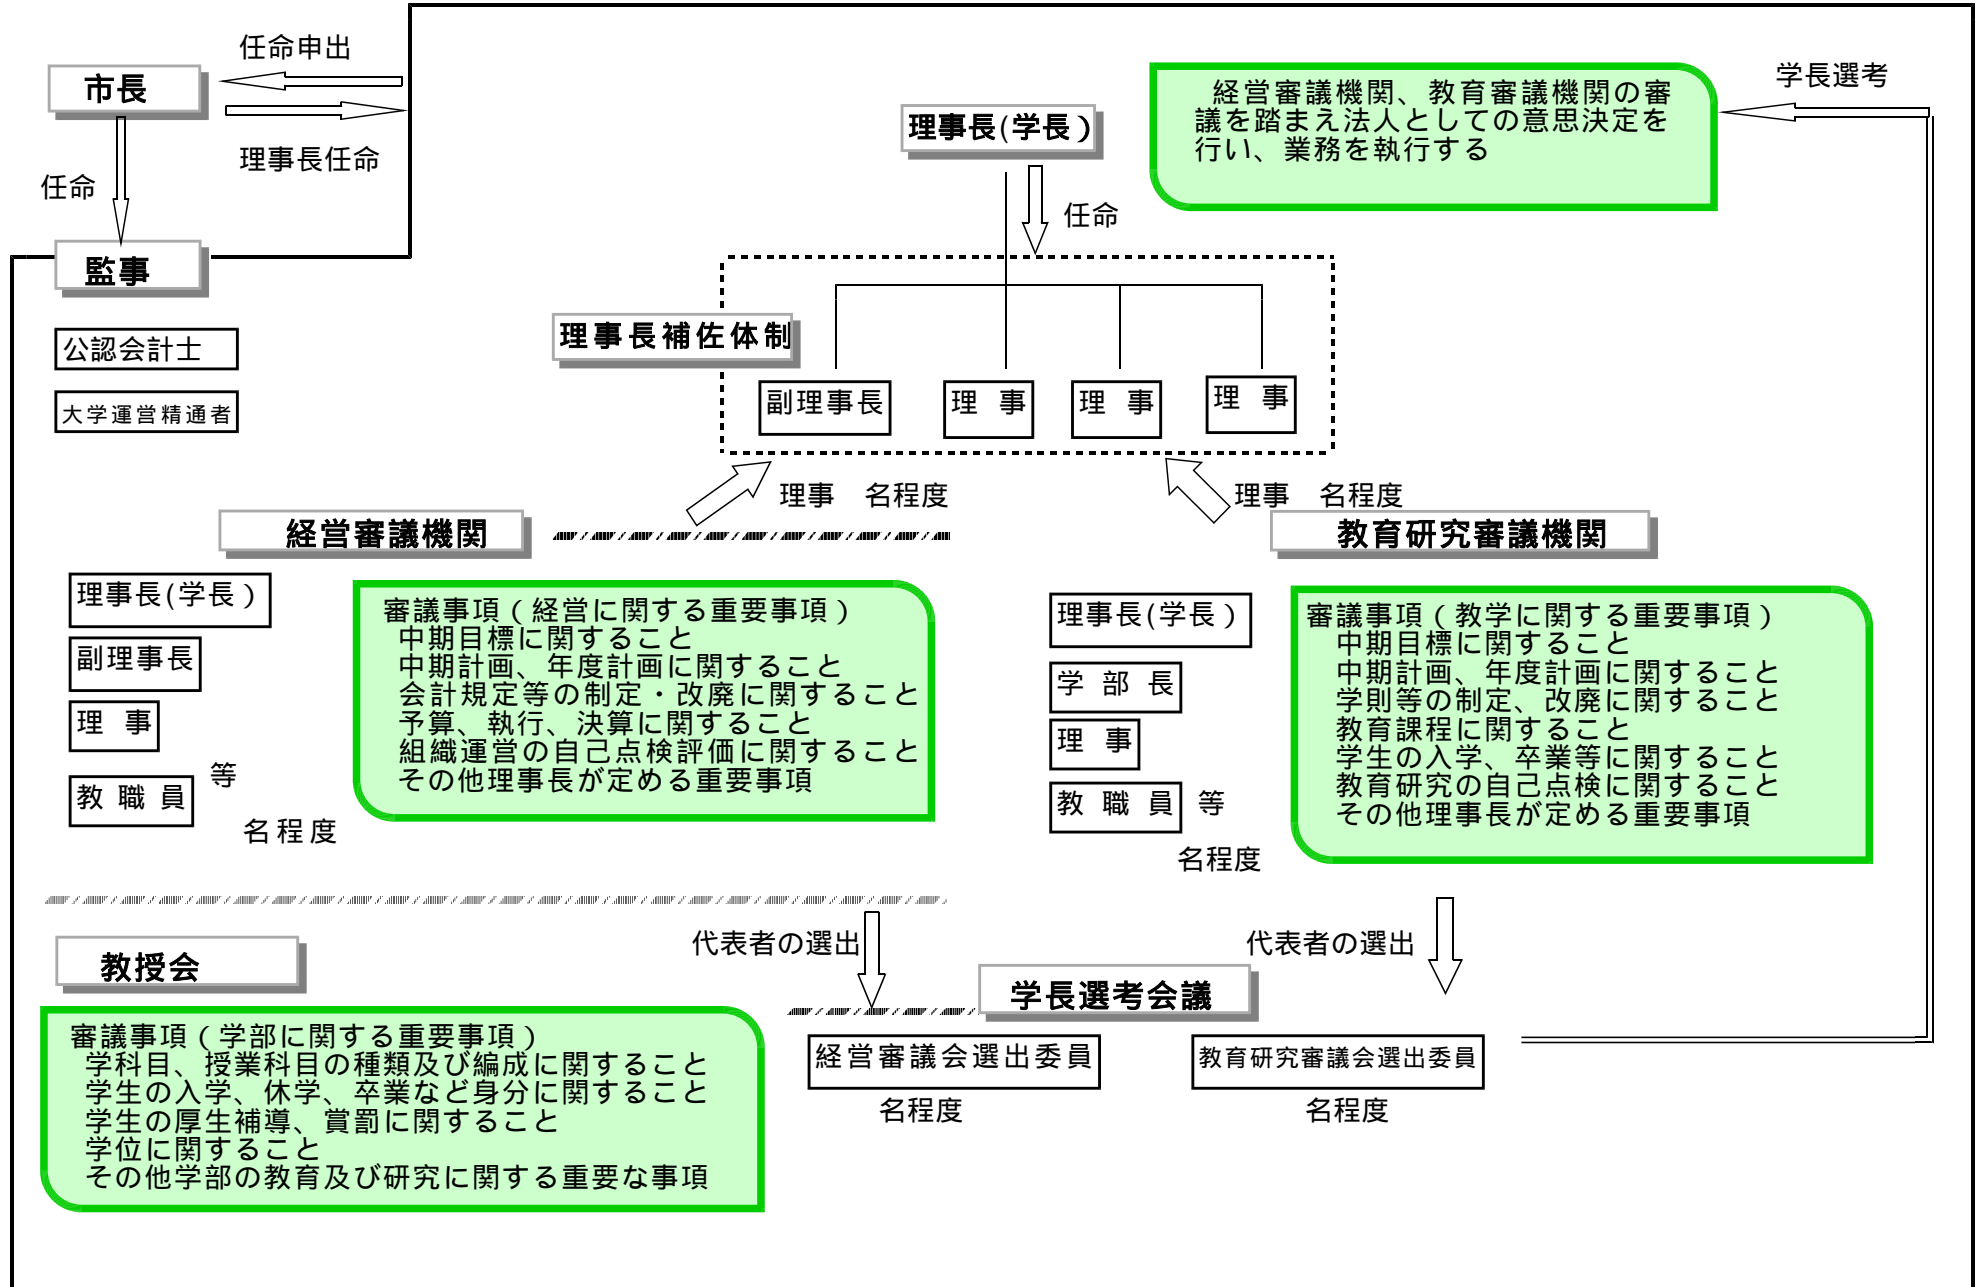 任命申出
市長
理事長任命
任命
監事
公認会計士
大学運営精通者
理事長(学長)
任命
経営審議機関、教育審議機関の審
議を踏まえ法人としての意思決定を
行い、業務を執行する
学長選考
理事長補佐体制
副理事長
理 事
理 事
理 事
理事　名程度
理事　名程度
経営審議機関
理事長(学長)
副理事長
理 事
教 職 員
等
名程度
審議事項(経営に関する重要事項)
中期目標に関すること
中期計画、年度計画に関すること
会計規定等の制定・改廃に関すること
予算、執行、決算に関すること
組織運営の自己点検評価に関すること
その他理事長が定める重要事項
教育研究審議機関
理事長(学長)
学 部 長
理 事
教 職 員 等
名程度
審議事項(教学に関する重要事項)
中期目標に関すること
中期計画、年度計画に関すること
学則等の制定、改廃に関すること
教育課程に関すること
学生の入学、卒業等に関すること
教育研究の自己点検に関すること
その他理事長が定める重要事項
教授会
審議事項(学部に関する重要事項)
学科目、授業科目の種類及び編成に関すること
学生の入学、休学、卒業など身分に関すること
学生の厚生補導、賞罰に関すること
学位に関すること
その他学部の教育及び研究に関する重要な事項
代表者の選出
代表者の選出
学長選考会議
経営審議会選出委員
名程度
教育研究審議会選出委員
名程度